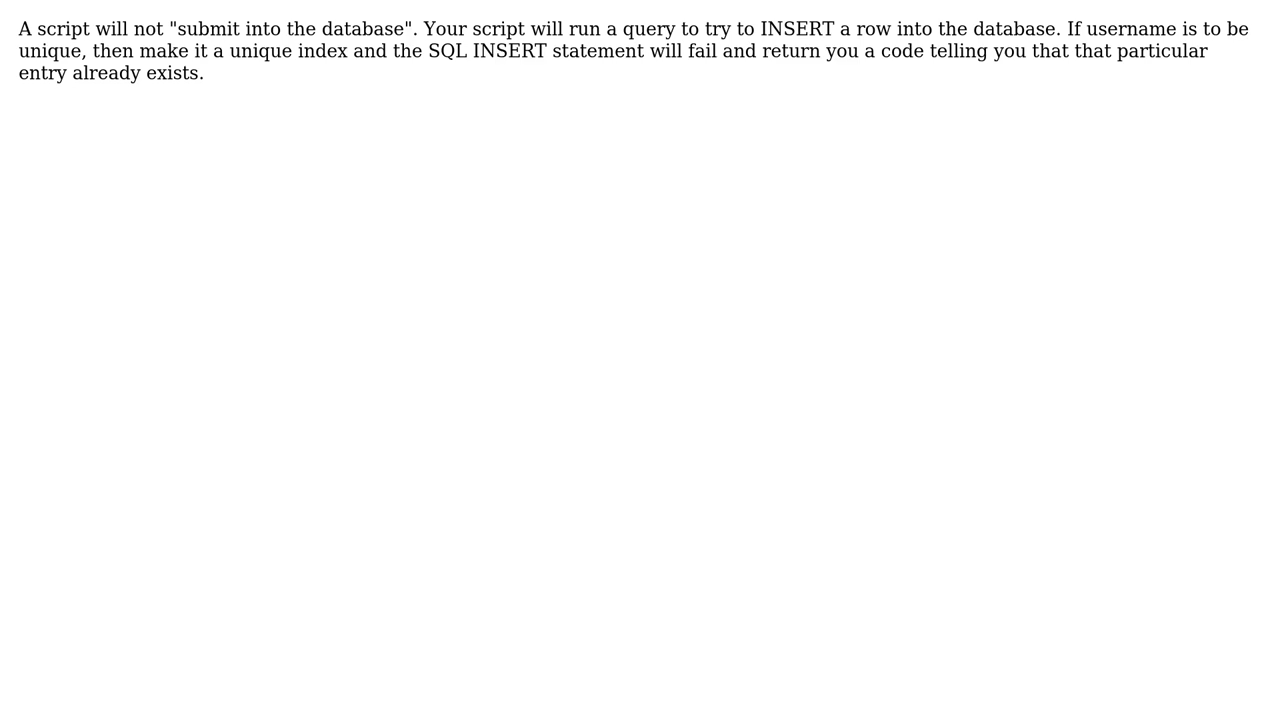 A script will not "submit into the database". Your script will run a query to try to INSERT a row into the database. If username is to be
unique, then make it a unique index and the SQL INSERT statement will fail and return you a code telling you that that particular
entry already exists.